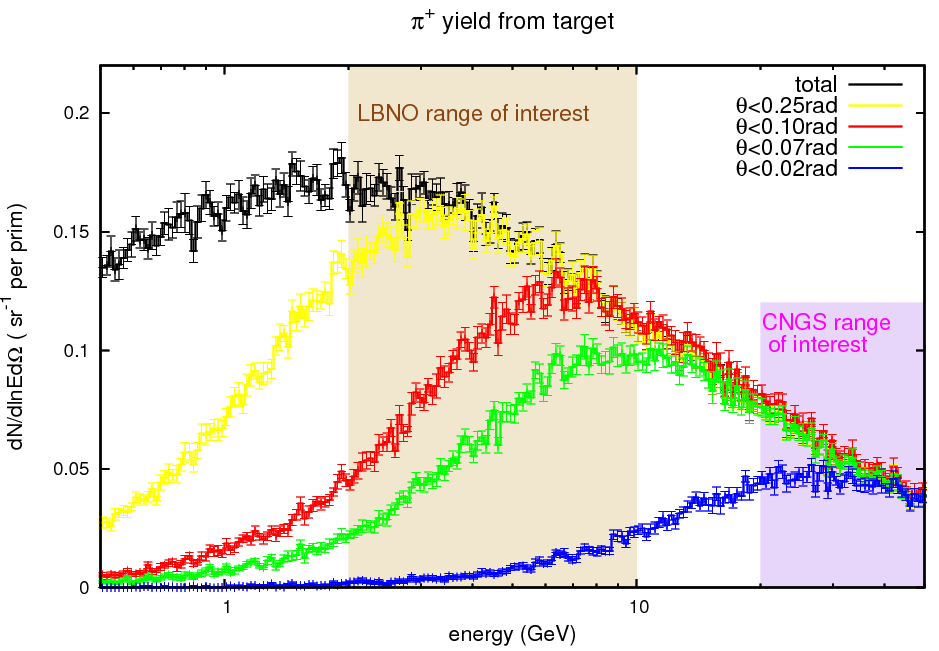 π⁺ yield from target
total
θ<0.25rad
θ<0.10rad
θ<0.07rad
θ<0.02rad
LBNO range of interest
CNGS range
of interest
dN/dlnEdΩ ( sr⁻¹ per prim)
0.2
0.15
0.1
0.05
0
1
10
energy (GeV)